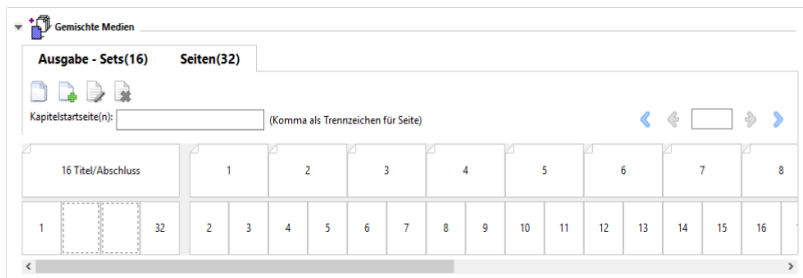 Gemischte Medien
Ausgabe - Sets(16) Seiten(32)
Kapitelstartseite(n): (Komma als Trennzeichen für Seite)
16 Titel/Abschluss 1 2 3 4 5 6 7 8
1 32 2 3 4 5 6 7 8 9 10 11 12 13 14 15 16